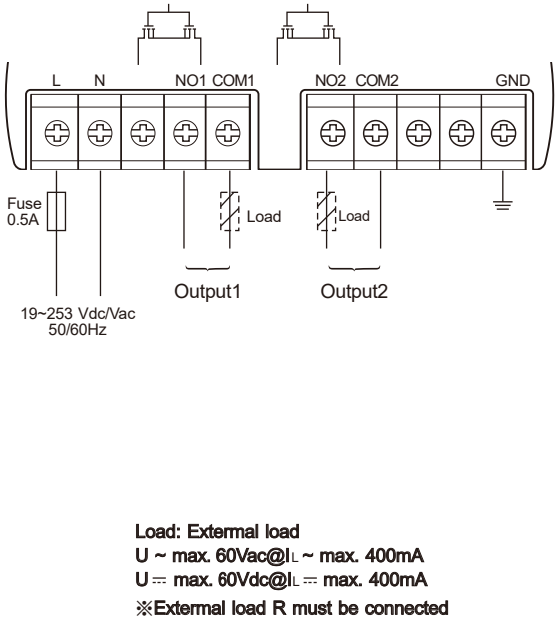 L N NO1 COM1 NO2 COM2 GND
Fuse
0.5A
Load
Load
Output1
Output2
19~253 Vdc/Vac
50/60Hz
Load: Extemal load
U ~ max. 60Vac@IL ~ max. 400mA
U ⎓ max. 60Vdc@IL ⎓ max. 400mA
※Extermal load R must be connected